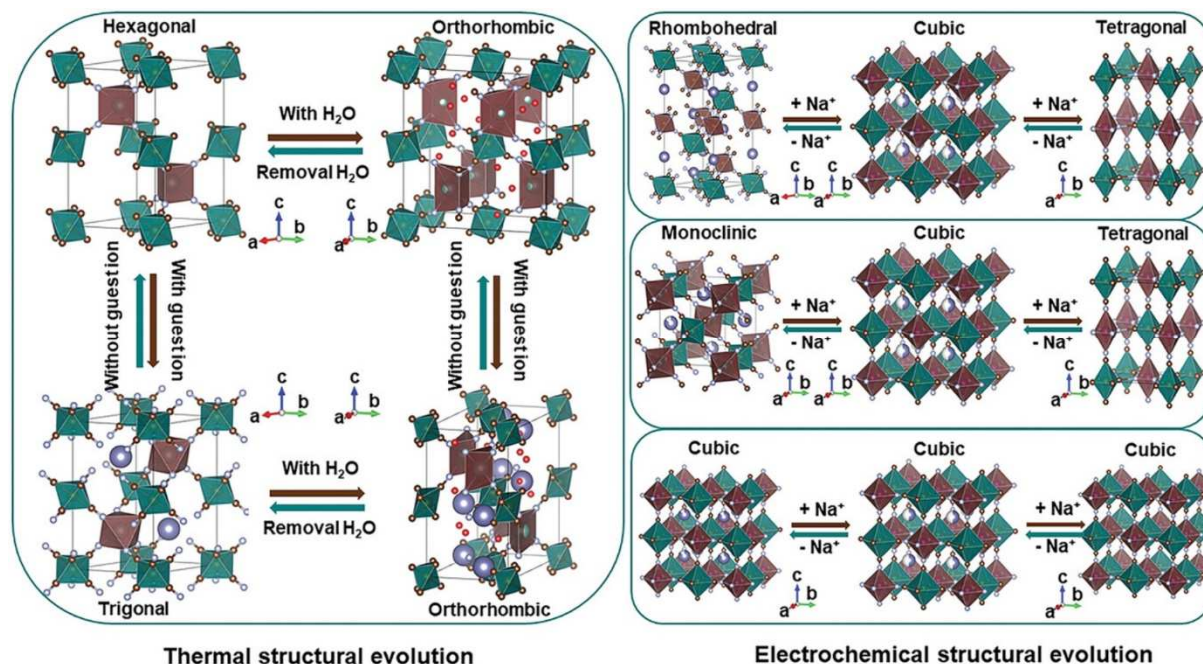 Hexagonal
Orthorhombic
With H₂O
Removal H₂O
c
b
a
c
b
a
Without guestion
With guestion
Without guestion
With guestion
c
b
a
c
b
a
With H₂O
Removal H₂O
Trigonal
Orthorhombic
Thermal structural evolution
Rhombohedral
Cubic
Tetragonal
+ Na⁺
- Na⁺
+ Na⁺
- Na⁺
c
b
a
c
b
a
c
b
a
Monoclinic
Cubic
Tetragonal
+ Na⁺
- Na⁺
+ Na⁺
- Na⁺
c
b
a
c
b
a
c
b
a
Cubic
Cubic
Cubic
+ Na⁺
- Na⁺
+ Na⁺
- Na⁺
c
b
a
c
b
a
Electrochemical structural evolution